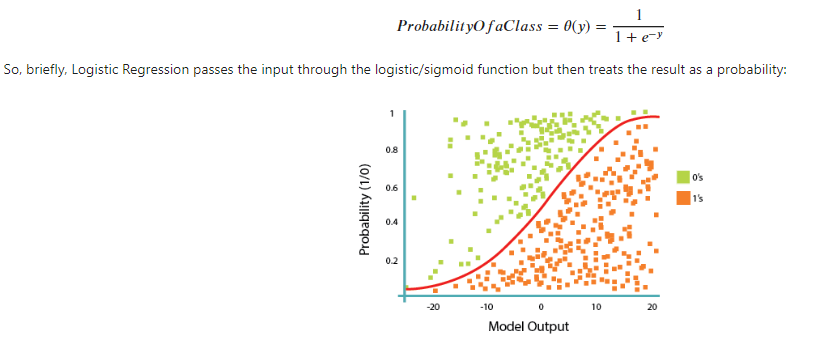 ProbabilityOfaClass = θ(y) = 1 / 1 + e^-y
So, briefly, Logistic Regression passes the input through the logistic/sigmoid function but then treats the result as a probability:
1
0.8
0.6
0.4
0.2
Probability (1/0)
0's
1's
-20 -10 0 10 20
Model Output